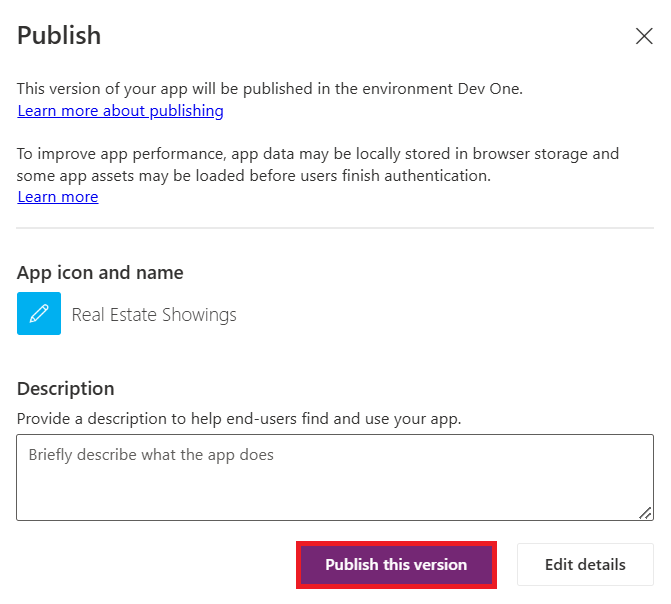 Publish
This version of your app will be published in the environment Dev One.
Learn more about publishing
To improve app performance, app data may be locally stored in browser storage and
some app assets may be loaded before users finish authentication.
Learn more
App icon and name
Real Estate Showings
Description
Provide a description to help end-users find and use your app.
Briefly describe what the app does
Publish this version
Edit details